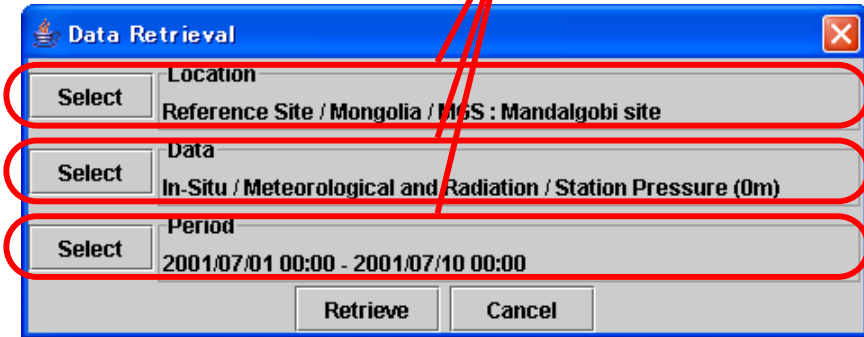 Data Retrieval
Location
Select
Reference Site / Mongolia / MGS : Mandalgobi site
Data
Select
In-Situ / Meteorological and Radiation / Station Pressure (0m)
Period
Select
2001/07/01 00:00 - 2001/07/10 00:00
Retrieve Cancel